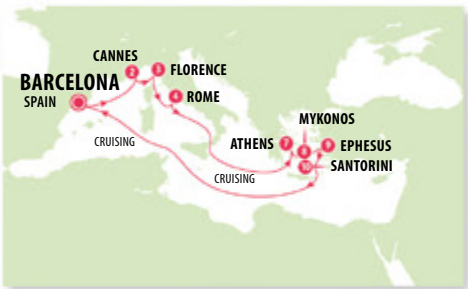 CANNES
2
3
FLORENCE
BARCELONA
SPAIN
4
ROME
MYKONOS
CRUISING
ATHENS
7
8
9
EPHESUS
10
SANTORINI
CRUISING